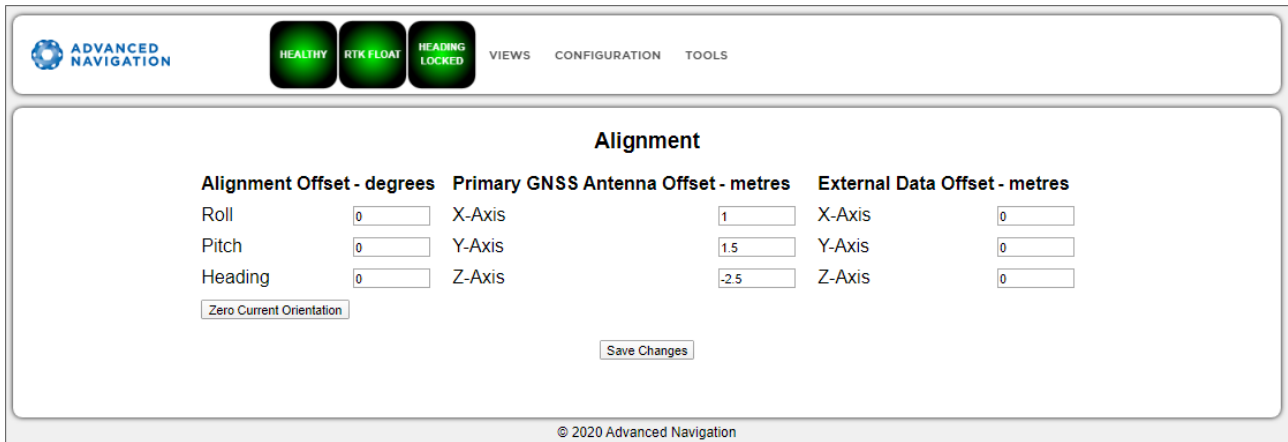 ADVANCED
NAVIGATION
HEALTHY
RTK FLOAT
HEADING
LOCKED
VIEWS CONFIGURATION TOOLS
Alignment
Alignment Offset - degrees Primary GNSS Antenna Offset - metres External Data Offset - metres
Roll 0 X-Axis 1 X-Axis 0
Pitch 0 Y-Axis 1.5 Y-Axis 0
Heading 0 Z-Axis -2.5 Z-Axis 0
Zero Current Orientation
Save Changes
© 2020 Advanced Navigation